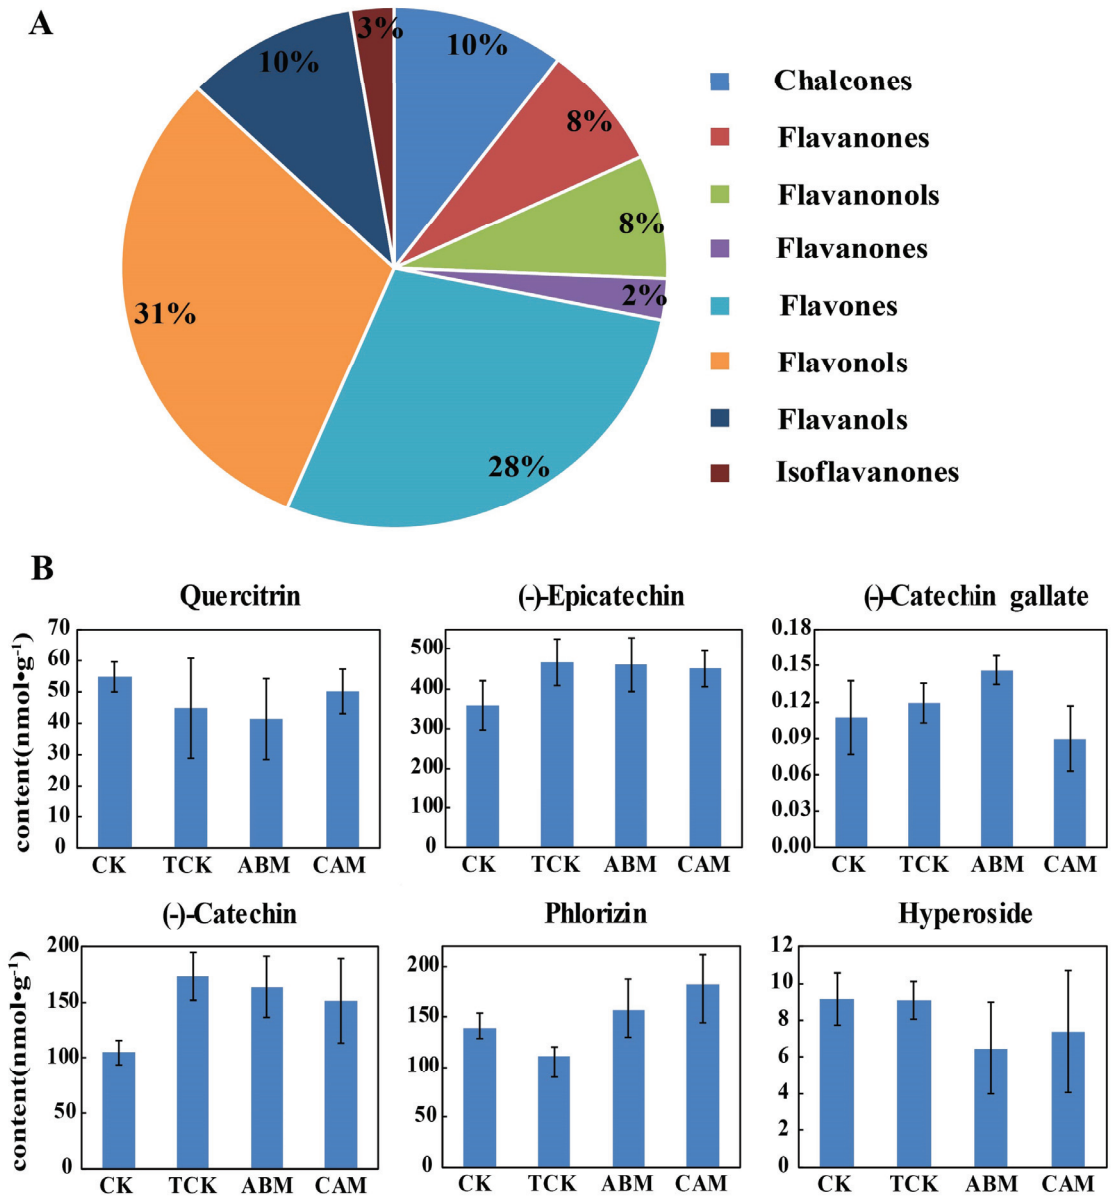 A
3%
10%
10%
8%
8%
2%
31%
28%
Chalcones
Flavanones
Flavanonols
Flavanones
Flavones
Flavonols
Flavanols
Isoflavanones
B
Quercitrin
(-)-Epicatechin
(-)-Catechin gallate
content(nmol•g-1)
70
60
50
40
30
20
10
0
CK TCK ABM CAM
500
400
300
200
100
0
CK TCK ABM CAM
0.18
0.15
0.12
0.09
0.06
0.03
0.00
CK TCK ABM CAM
(-)-Catechin
Phlorizin
Hyperoside
content(nmol•g-1)
200
150
100
50
0
CK TCK ABM CAM
200
150
100
50
0
CK TCK ABM CAM
12
10
8
6
4
2
0
CK TCK ABM CAM